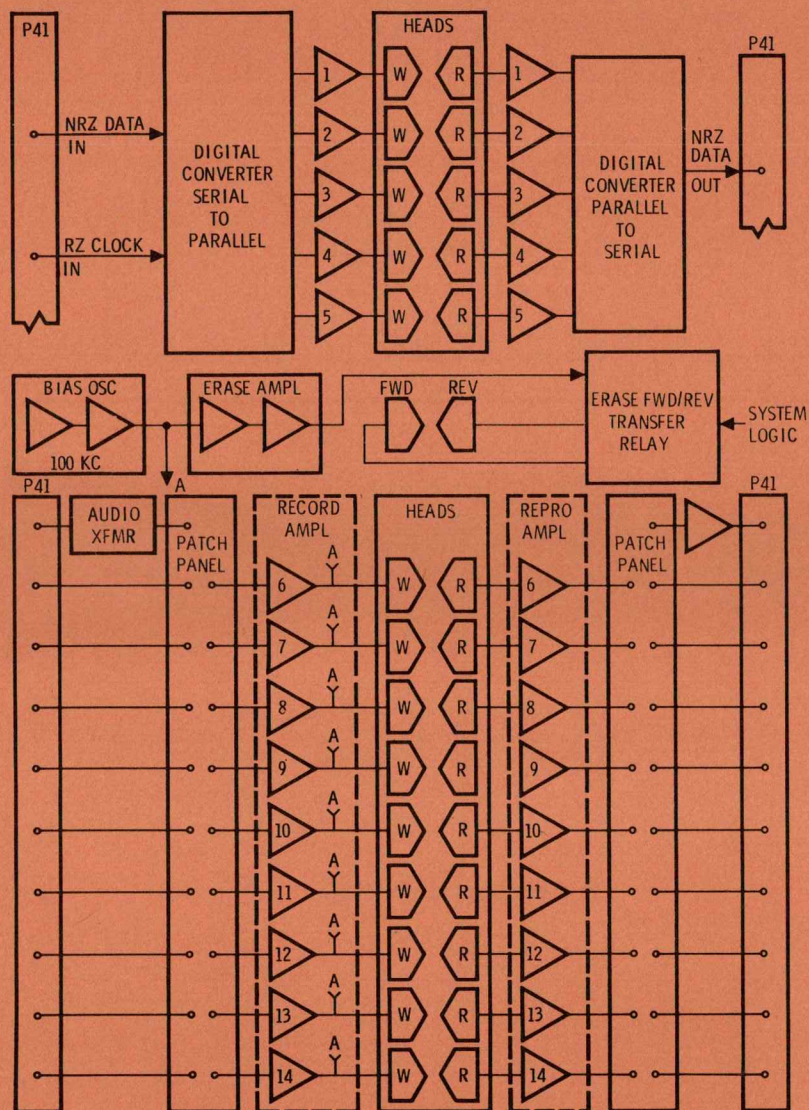 P41
HEADS
P41
NRZ DATA
IN
RZ CLOCK
IN
DIGITAL
CONVERTER
SERIAL
TO
PARALLEL
1
W
R
1
2
W
R
2
3
W
R
3
4
W
R
4
5
W
R
5
DIGITAL
CONVERTER
PARALLEL
TO
SERIAL
NRZ
DATA
OUT
BIAS OSC
100 KC
ERASE AMPL
FWD
REV
ERASE FWD/REV
TRANSFER
RELAY
SYSTEM
LOGIC
A
P41
AUDIO
XFMR
PATCH
PANEL
RECORD
AMPL
HEADS
REPRO
AMPL
PATCH
PANEL
P41
6
A
W
R
6
7
A
W
R
7
8
A
W
R
8
9
A
W
R
9
10
A
W
R
10
11
A
W
R
11
12
A
W
R
12
13
A
W
R
13
14
A
W
R
14